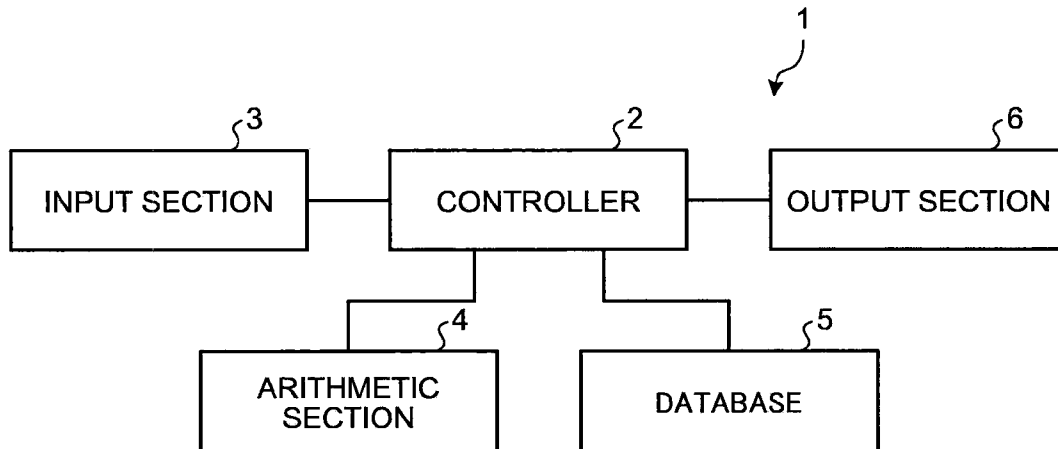 1
3
2
6
INPUT SECTION
CONTROLLER
OUTPUT SECTION
4
5
ARITHMETIC
SECTION
DATABASE